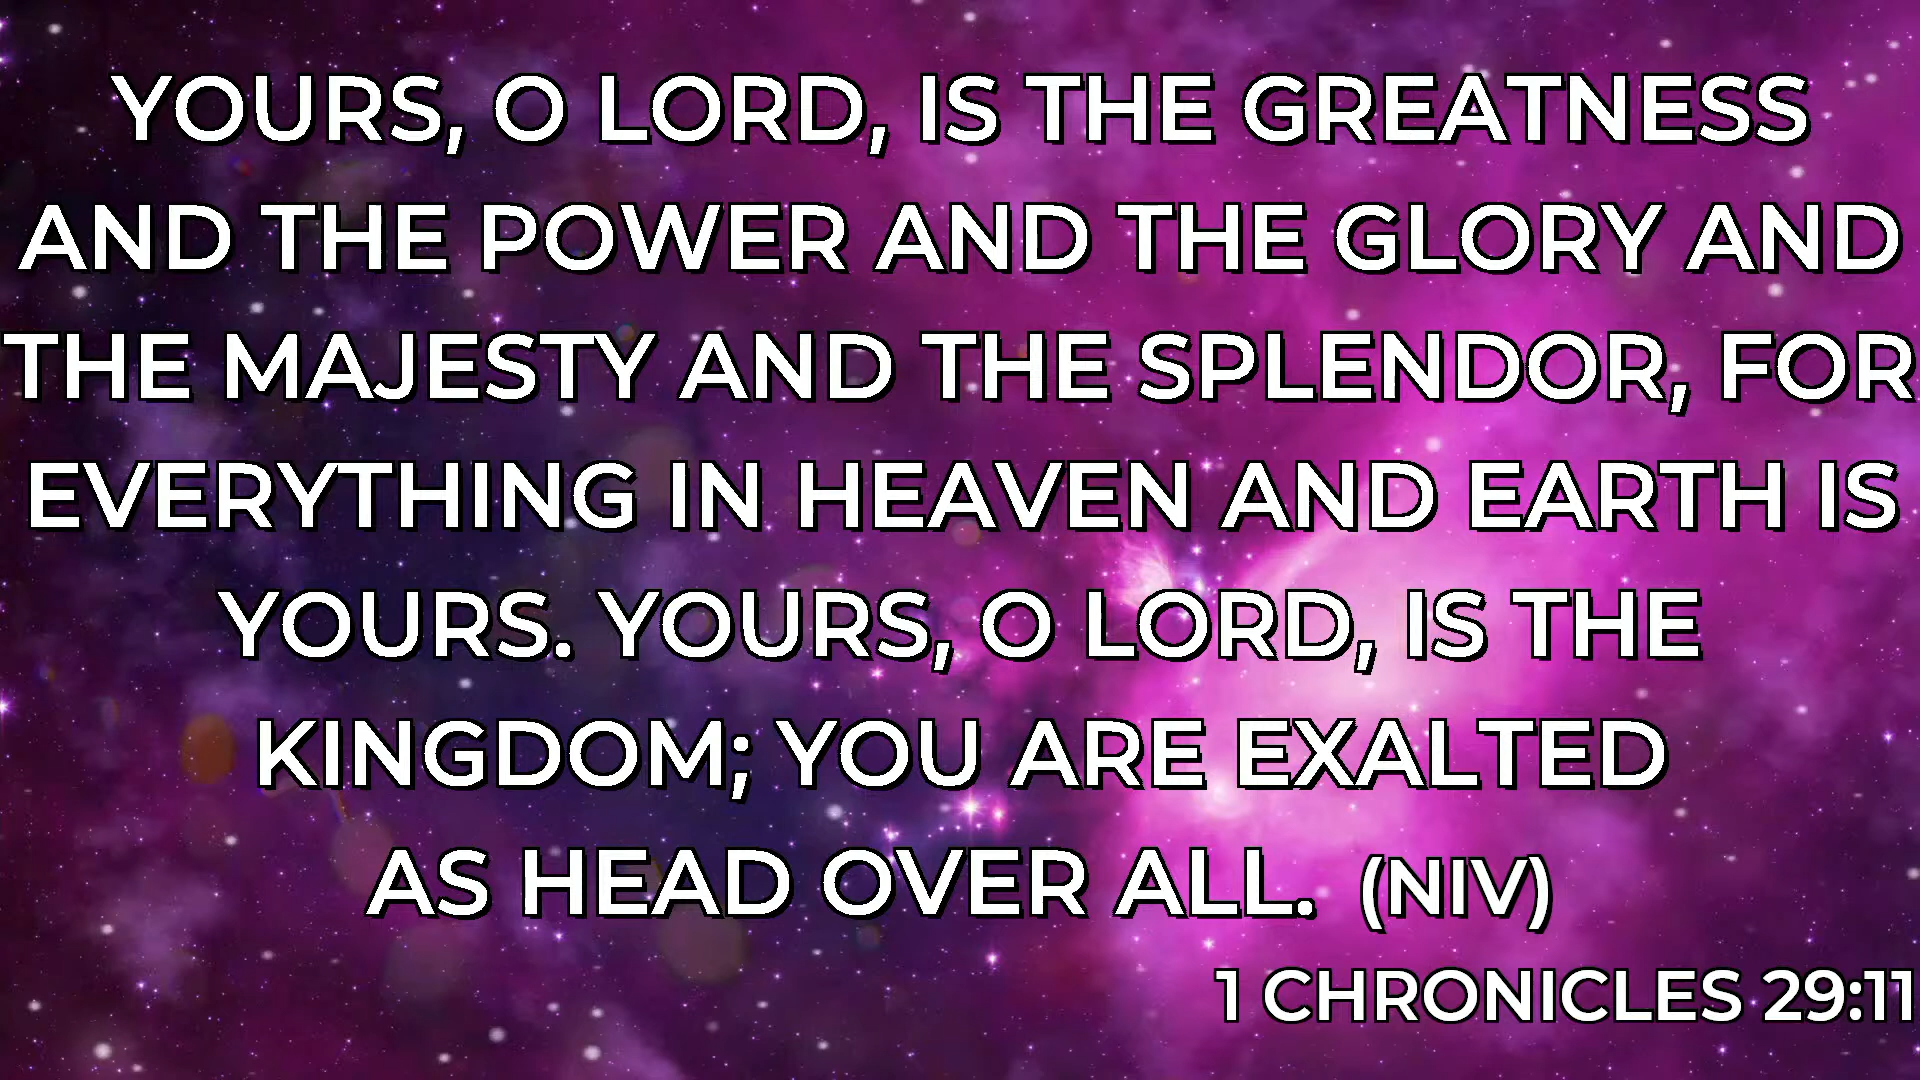 YOURS, O LORD, IS THE GREATNESS
AND THE POWER AND THE GLORY AND
THE MAJESTY AND THE SPLENDOR, FOR
EVERYTHING IN HEAVEN AND EARTH IS
YOURS. YOURS, O LORD, IS THE
KINGDOM; YOU ARE EXALTED
AS HEAD OVER ALL. (NIV)
1 CHRONICLES 29:11